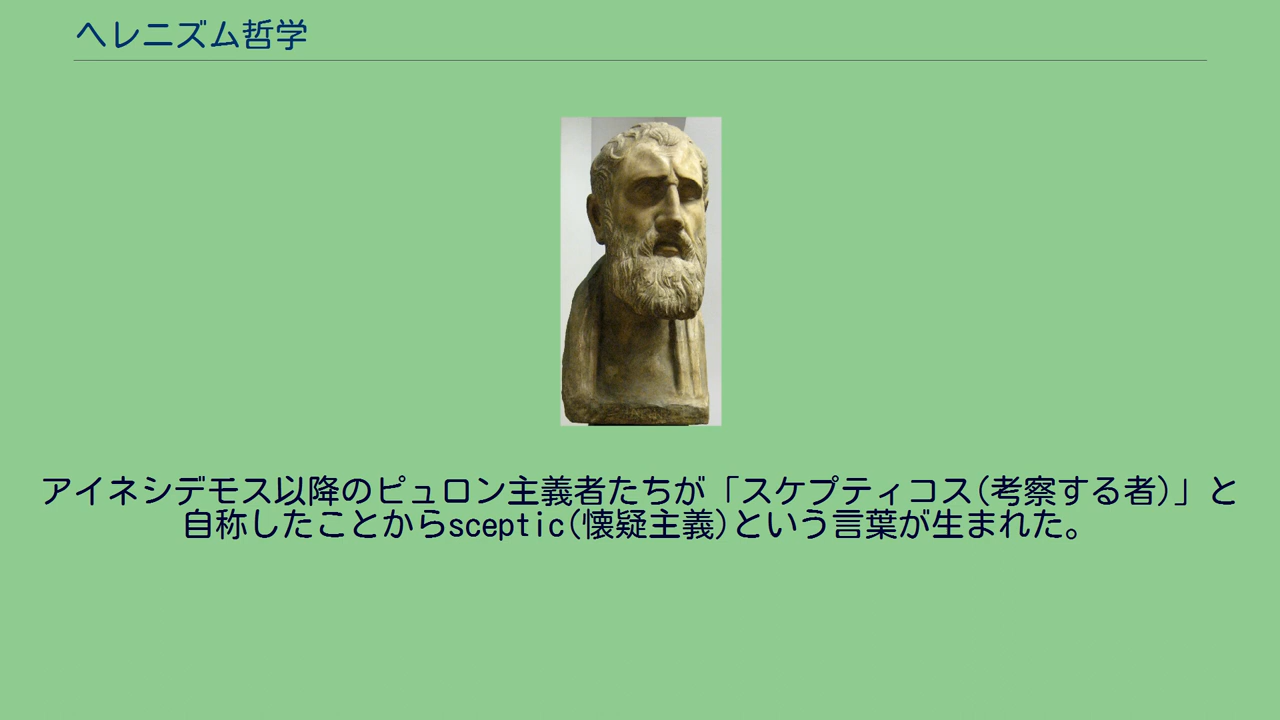 ヘレニズム哲学
アイネシデモス以降のピュロン主義者たちが「スケプティコス(考察する者)」と
自称したことからsceptic(懐疑主義)という言葉が生まれた。